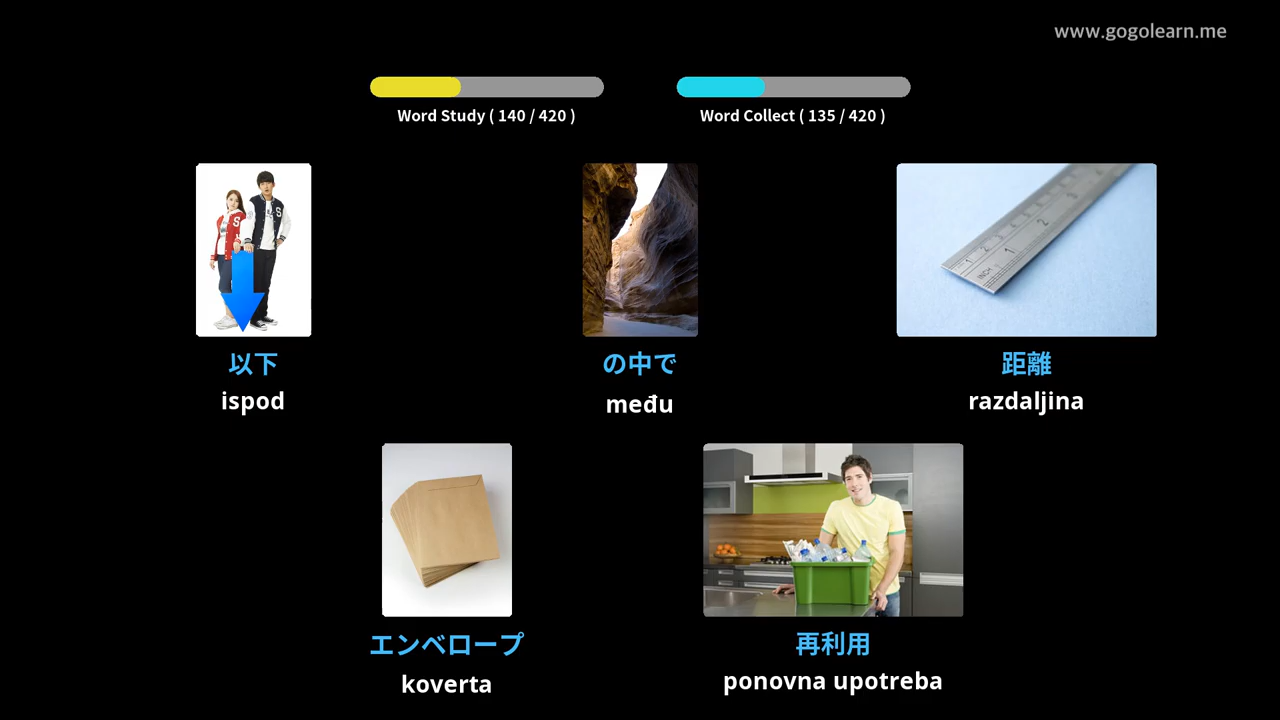 www.gogolearn.me
Word Study ( 140 / 420 )
Word Collect ( 135 / 420 )
以下
ispod
の中で
među
距離
razdaljina
エンベロープ
koverta
再利用
ponovna upotreba